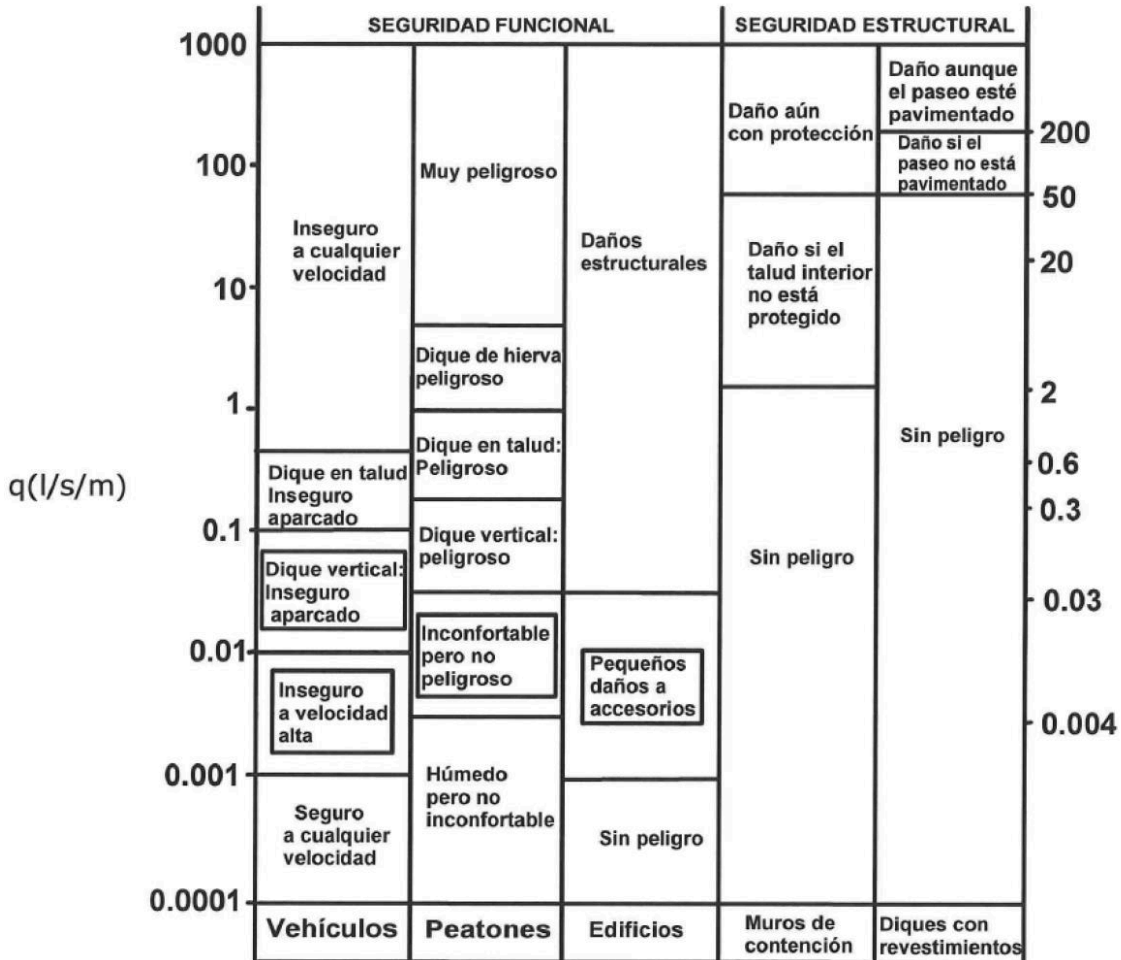 SEGURIDAD FUNCIONAL
SEGURIDAD ESTRUCTURAL
q(l/s/m)
1000
100
10
1
0.1
0.01
0.001
0.0001
Inseguro
a cualquier
velocidad
Dique en talud
Inseguro
aparcado
Dique vertical:
Inseguro
aparcado
Inseguro
a velocidad
alta
Seguro
a cualquier
velocidad
Vehículos
Muy peligroso
Dique de hierva
peligroso
Dique en talud:
Peligroso
Dique vertical:
peligroso
Inconfortable
pero no
peligroso
Húmedo
pero no
inconfortable
Peatones
Daños
estructurales
Pequeños
daños a
accesorios
Sin peligro
Edificios
Daño aún
con protección
Daño si el
talud interior
no está
protegido
Sin peligro
Muros de
contención
Daño aunque
el paseo esté
pavimentado
Daño si el
paseo no está
pavimentado
Sin peligro
Diques con
revestimientos
200
50
20
2
0.6
0.3
0.03
0.004